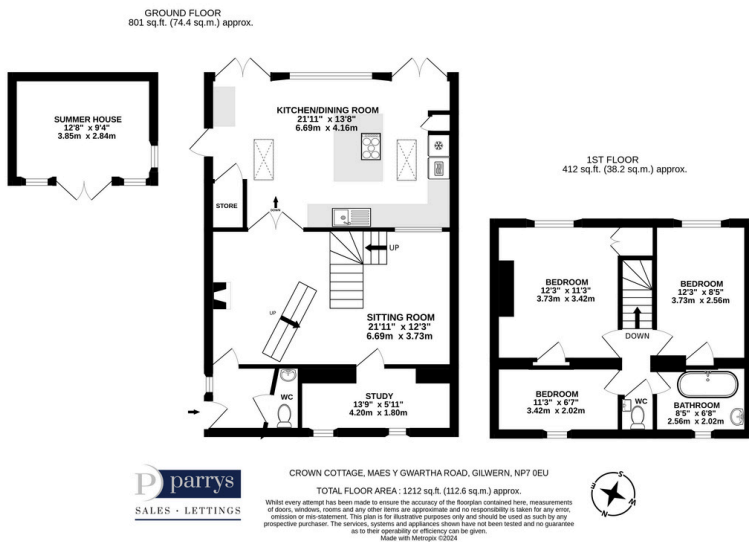 GROUND FLOOR
801 sq.ft. (74.4 sq.m.) approx.
SUMMER HOUSE
12'8" x 9'4"
3.85m x 2.84m
KITCHEN/DINING ROOM
21'11" x 13'8"
6.69m x 4.16m
STORE
UP
UP
SITTING ROOM
21'11" x 12'3"
6.69m x 3.73m
WC
STUDY
13'9" x 5'11"
4.20m x 1.80m
1ST FLOOR
412 sq.ft. (38.2 sq.m.) approx.
BEDROOM
12'3" x 11'3"
3.73m x 3.42m
BEDROOM
12'3" x 8'5"
3.73m x 2.56m
DOWN
BEDROOM
11'3" x 6'7"
3.42m x 2.02m
WC
BATHROOM
8'5" x 6'8"
2.56m x 2.02m
parrys
SALES · LETTINGS
CROWN COTTAGE, MAES Y GWARTHA ROAD, GILWERN, NP7 0EU
TOTAL FLOOR AREA : 1212 sq.ft. (112.6 sq.m.) approx.
Whilst every attempt has been made to ensure the accuracy of the floorplan contained here, measurements
of doors, windows, rooms and any other items are approximate and no responsibility is taken for any error,
omission or mis-statement. This plan is for illustrative purposes only and should be used as such by any
prospective purchaser. The services, systems and appliances shown have not been tested and no guarantee
as to their operability or efficiency can be given.
Made with Metropix ©2024
N
E
S
W